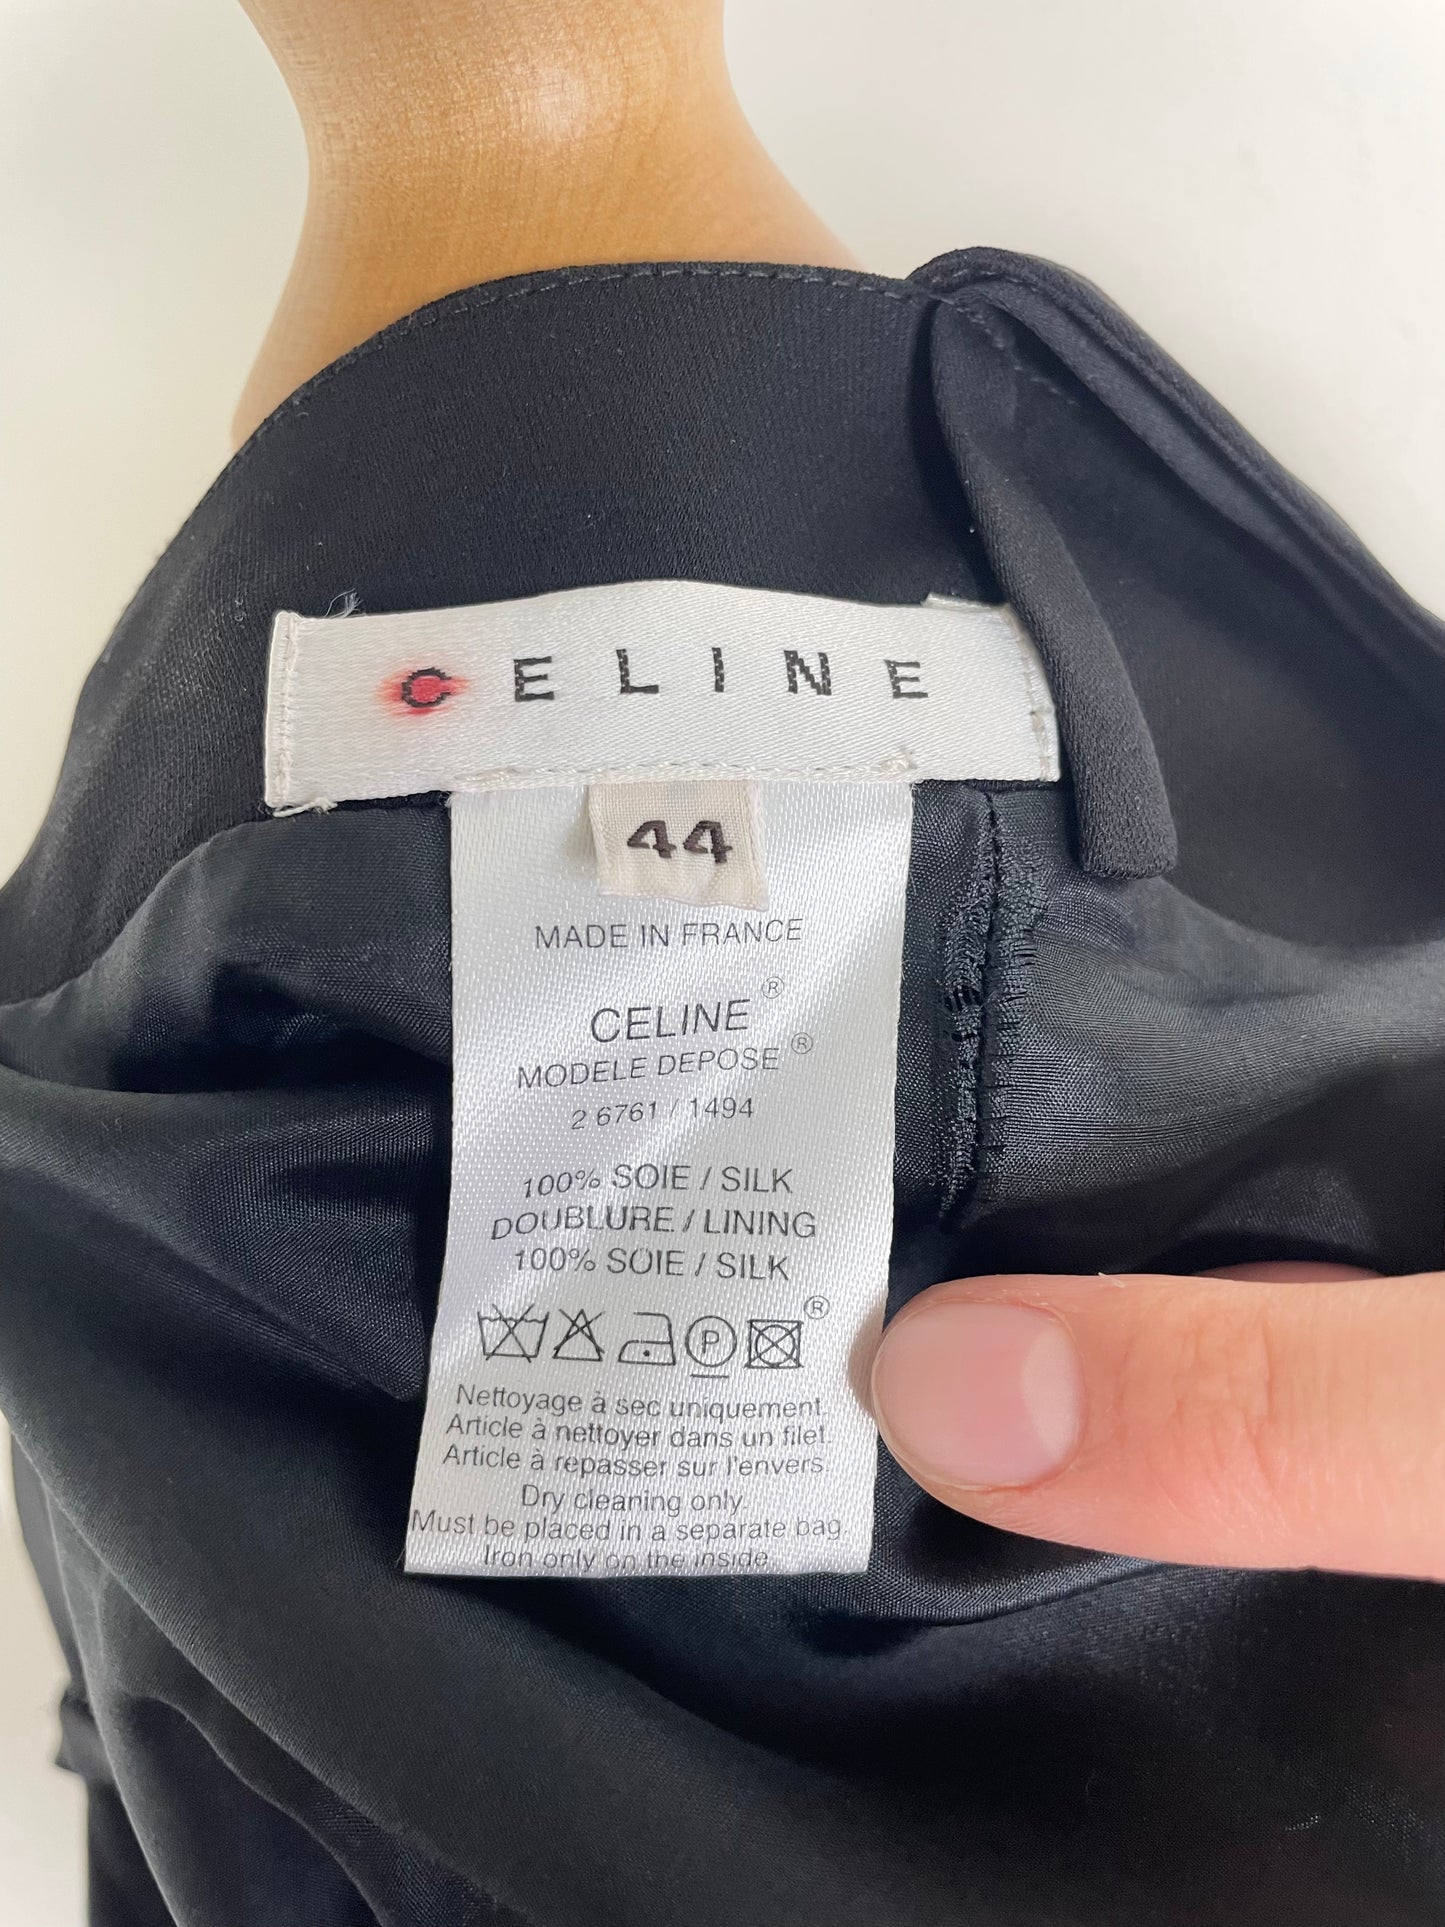 CELINE
44
MADE IN FRANCE
CELINE®
MODELE DEPOSE®
2 6761 / 1494
100% SOIE / SILK
DOUBLURE / LINING
100% SOIE / SILK
P ®
Nettoyage à sec uniquement.
Article à nettoyer dans un filet.
Article à repasser sur l'envers.
Dry cleaning only.
Must be placed in a separate bag.
Iron only on the inside.